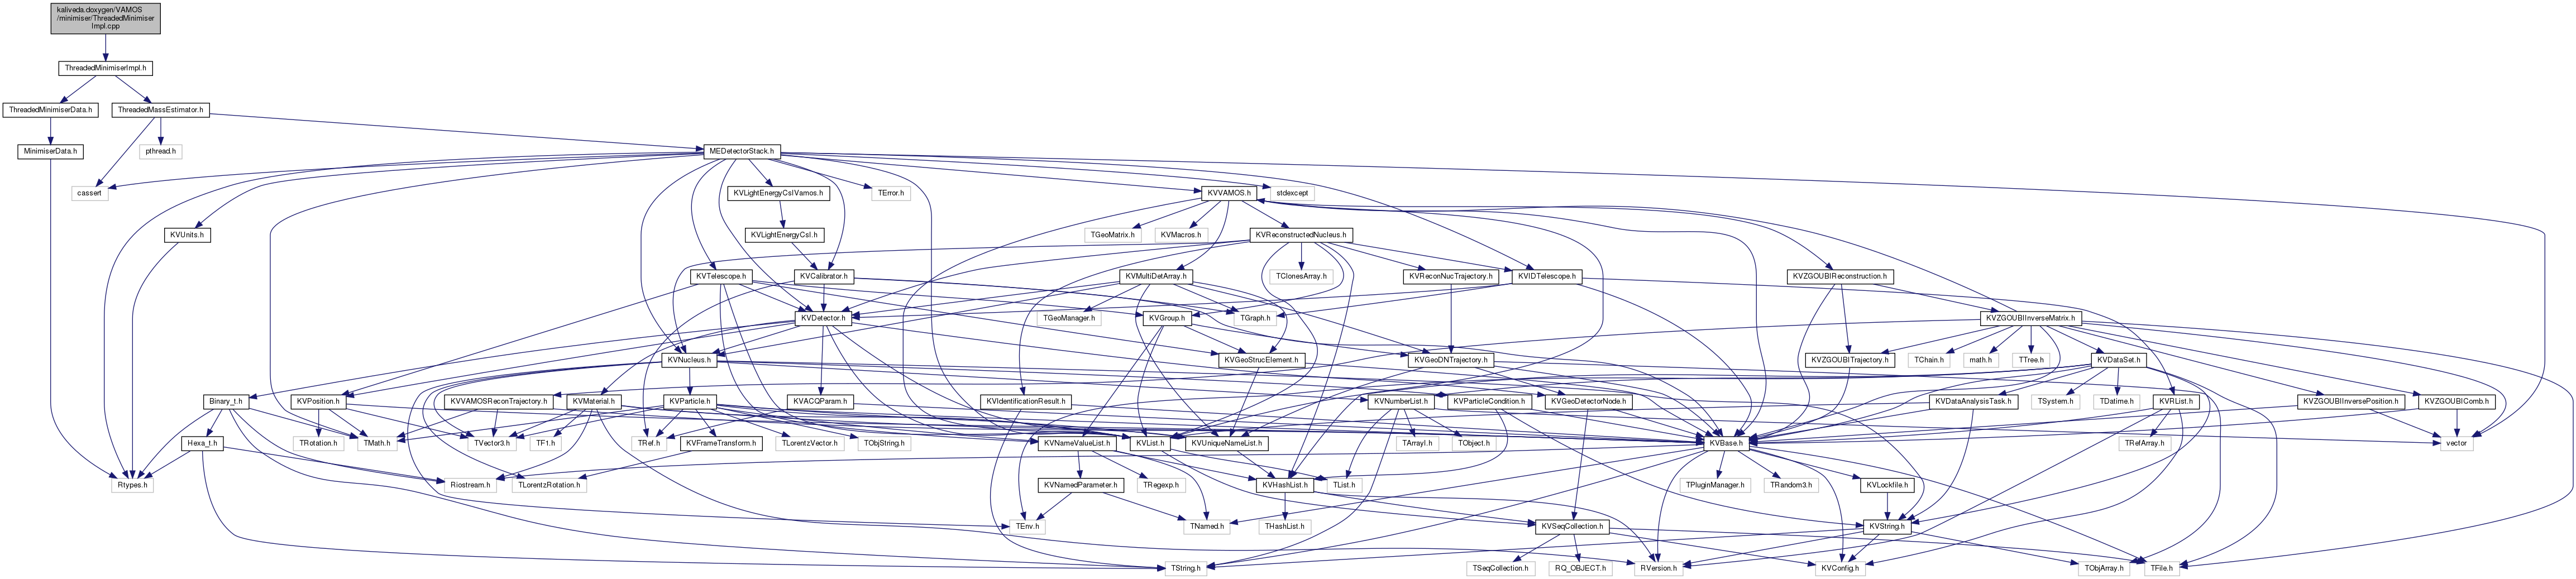 kaliveda.doxygen/VAMOS
/minimiser/ThreadedMinimiser
Impl.cpp
ThreadedMinimiserImpl.h
ThreadedMinimiserData.h
ThreadedMassEstimator.h
MinimiserData.h
pthread.h
MEDetectorStack.h
cassert
KVLightEnergyCsIVamos.h
TError.h
KVVAMOS.h
stdexcept
KVUnits.h
KVLightEnergyCsI.h
TGeoMatrix.h
KVMacros.h
KVReconstructedNucleus.h
KVTelescope.h
KVCalibrator.h
KVMultiDetArray.h
TClonesArray.h
KVReconNucTrajectory.h
KVIDTelescope.h
KVZGOUBIReconstruction.h
KVDetector.h
TGeoManager.h
KVGroup.h
TGraph.h
KVZGOUBIInverseMatrix.h
KVNucleus.h
KVGeoStrucElement.h
KVGeoDNTrajectory.h
KVZGOUBITrajectory.h
TChain.h
math.h
TTree.h
KVDataSet.h
Binary_t.h
KVPosition.h
KVVAMOSReconTrajectory.h
KVMaterial.h
KVParticle.h
KVACQParam.h
KVIdentificationResult.h
KVNumberList.h
KVParticleCondition.h
KVGeoDetectorNode.h
KVDataAnalysisTask.h
TSystem.h
TDatime.h
KVRList.h
KVZGOUBIInversePosition.h
KVZGOUBIComb.h
Hexa_t.h
TRotation.h
TMath.h
TVector3.h
TF1.h
TRef.h
KVFrameTransform.h
TLorentzVector.h
TObjString.h
KVNameValueList.h
KVList.h
KVUniqueNameList.h
TArrayI.h
TObject.h
KVBase.h
TRefArray.h
vector
Rtypes.h
Riostream.h
TLorentzRotation.h
KVNamedParameter.h
TRegexp.h
KVHashList.h
TList.h
TPluginManager.h
TRandom3.h
KVLockfile.h
TEnv.h
TNamed.h
THashList.h
KVSeqCollection.h
KVString.h
TString.h
TSeqCollection.h
RQ_OBJECT.h
RVersion.h
KVConfig.h
TObjArray.h
TFile.h